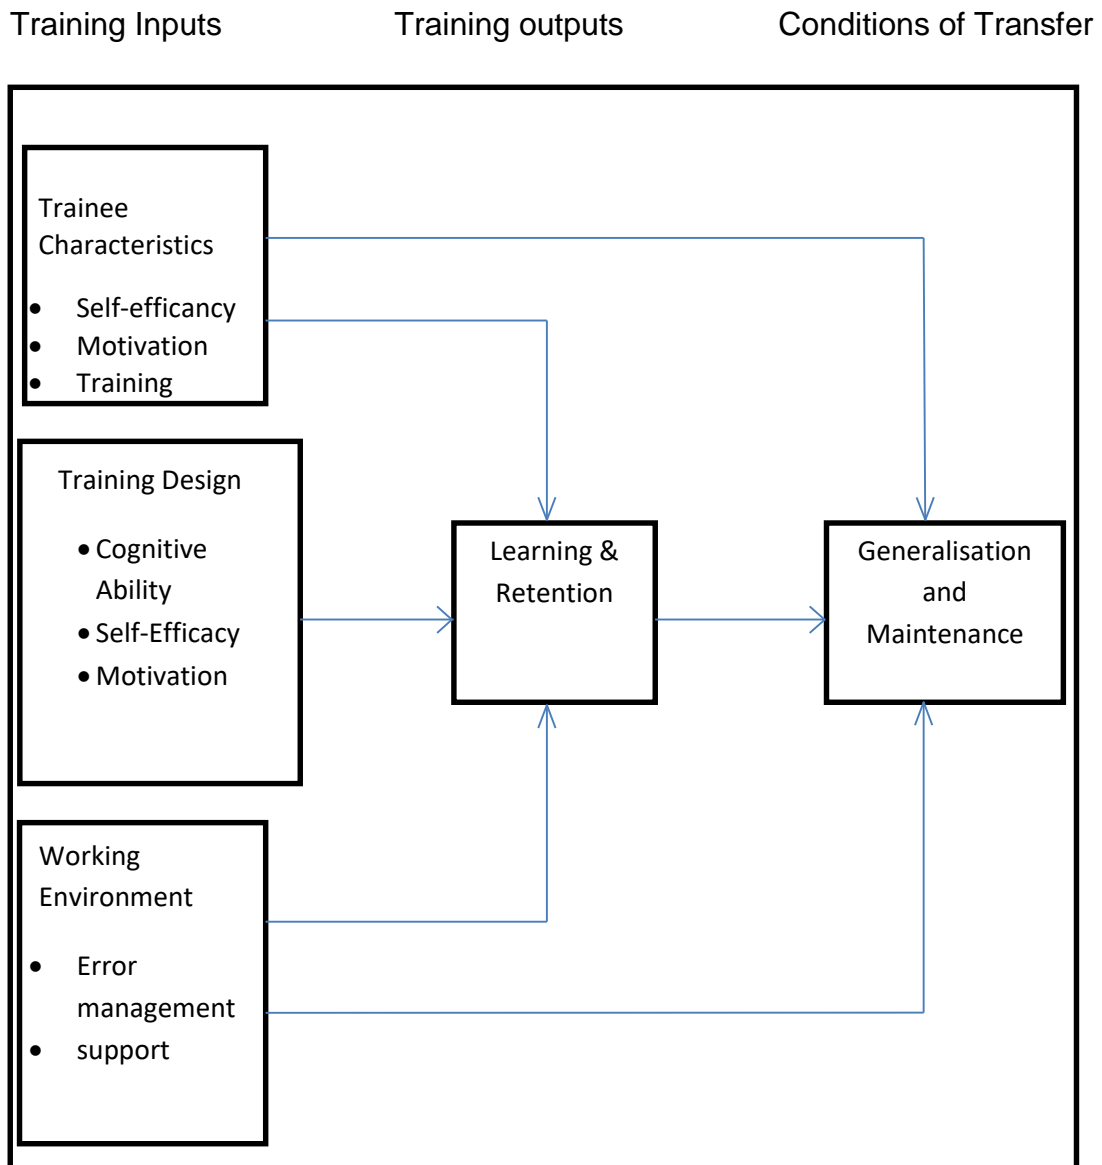 Training Inputs
Training outputs
Conditions of Transfer
Trainee
Characteristics
• Self-efficancy
• Motivation
• Training
Training Design
• Cognitive
Ability
• Self-Efficacy
• Motivation
Learning &
Retention
Generalisation
and
Maintenance
Working
Environment
• Error
management
• support